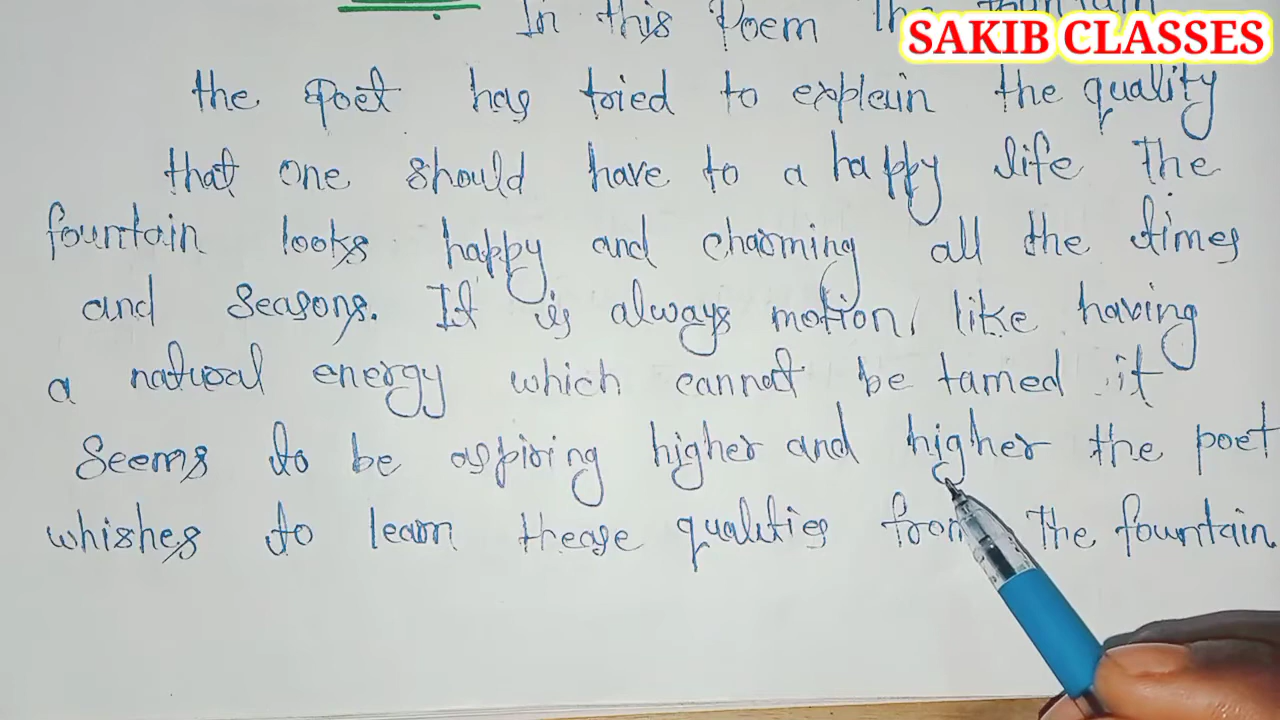 In this Poem The fountain
SAKIB CLASSES
the Poet has tried to explain the quality
that one should have to a happy life The
fountain looks happy and charming all the times
and seasons. It is always motion, like having
a natural energy which cannot be tamed it
Seems to be aspiring higher and higher the poet
whishes to learn thease qualities from The fountain